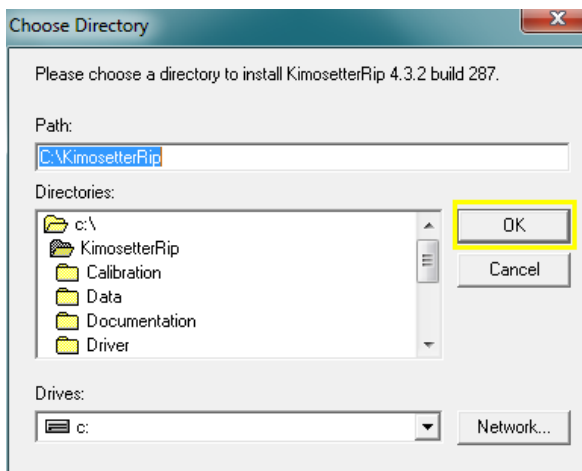 Choose Directory
Please choose a directory to install KimosetterRip 4.3.2 build 287.
Path:
C:\KimosetterRip
Directories:
c:\
KimosetterRip
Calibration
Data
Documentation
Driver
OK
Cancel
Drives:
c:
Network...